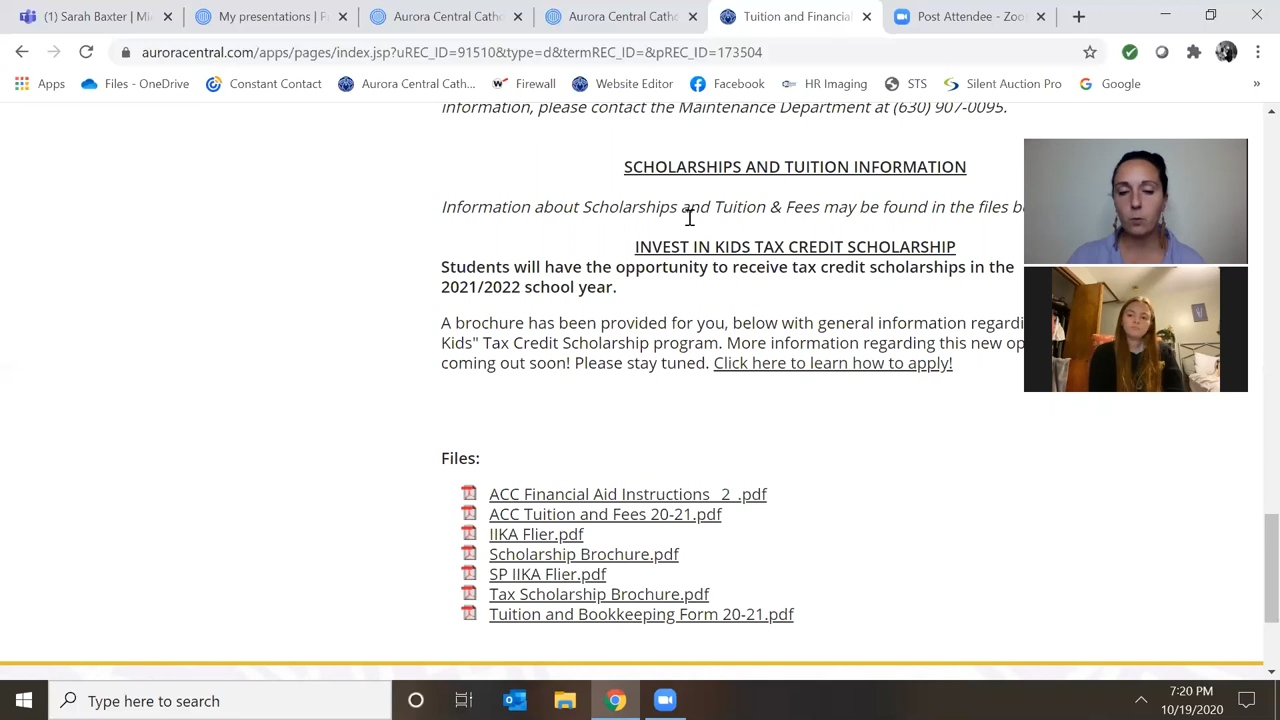 (1) Sarah Baxter | Mic
My presentations | P
Aurora Central Catho
Aurora Central Catho
Tuition and Financial
Post Attendee - Zoo
auroracentral.com/apps/pages/index.jsp?uREC_ID=91510&type=d&termREC_ID=&pREC_ID=173504
Apps
Files - OneDrive
Constant Contact
Aurora Central Cath...
Firewall
Website Editor
Facebook
HR Imaging
STS
Silent Auction Pro
Google
»
information, please contact the Maintenance Department at (630) 907-0095.
SCHOLARSHIPS AND TUITION INFORMATION
Information about Scholarships and Tuition & Fees may be found in the files be
INVEST IN KIDS TAX CREDIT SCHOLARSHIP
Students will have the opportunity to receive tax credit scholarships in the
2021/2022 school year.
A brochure has been provided for you, below with general information regardi
Kids" Tax Credit Scholarship program. More information regarding this new op
coming out soon! Please stay tuned. Click here to learn how to apply!
Files:
ACC Financial Aid Instructions _2_.pdf
ACC Tuition and Fees 20-21.pdf
IIKA Flier.pdf
Scholarship Brochure.pdf
SP IIKA Flier.pdf
Tax Scholarship Brochure.pdf
Tuition and Bookkeeping Form 20-21.pdf
Type here to search
7:20 PM
10/19/2020